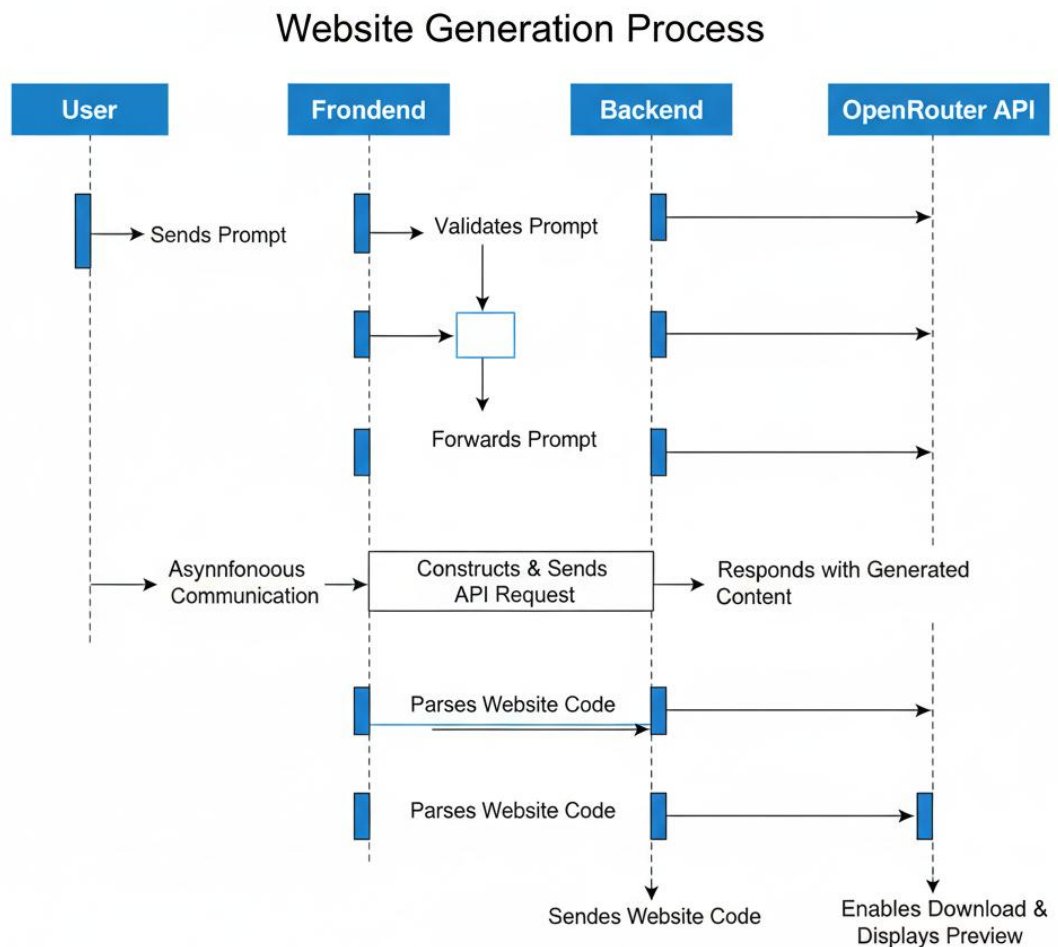 Website Generation Process
User
Frondend
Backend
OpenRouter API
Sends Prompt
Validates Prompt
Forwards Prompt
Asynnfonoous
Communication
Constructs & Sends
API Request
Responds with Generated
Content
Parses Website Code
Parses Website Code
Sendes Website Code
Enables Download &
Displays Preview